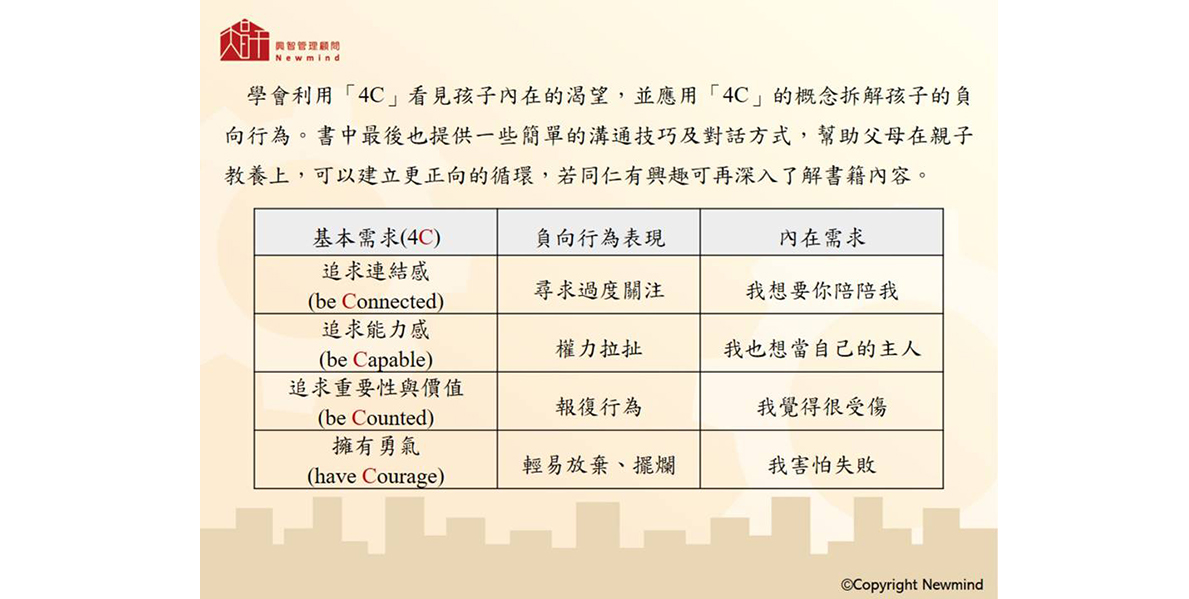 興智管理顧問
Newmind
學會利用「4C」看見孩子內在的渴望，並應用「4C」的概念拆解孩子的負
向行為。書中最後也提供一些簡單的溝通技巧及對話方式，幫助父母在親子
教養上，可以建立更正向的循環，若同仁有興趣可再深入了解書籍內容。
基本需求(4C) 負向行為表現 內在需求
追求連結感
(be Connected) 尋求過度關注 我想要你陪陪我
追求能力感
(be Capable) 權力拉扯 我也想當自己的主人
追求重要性與價值
(be Counted) 報復行為 我覺得很受傷
擁有勇氣
(have Courage) 輕易放棄、擺爛 我害怕失敗
©Copyright Newmind